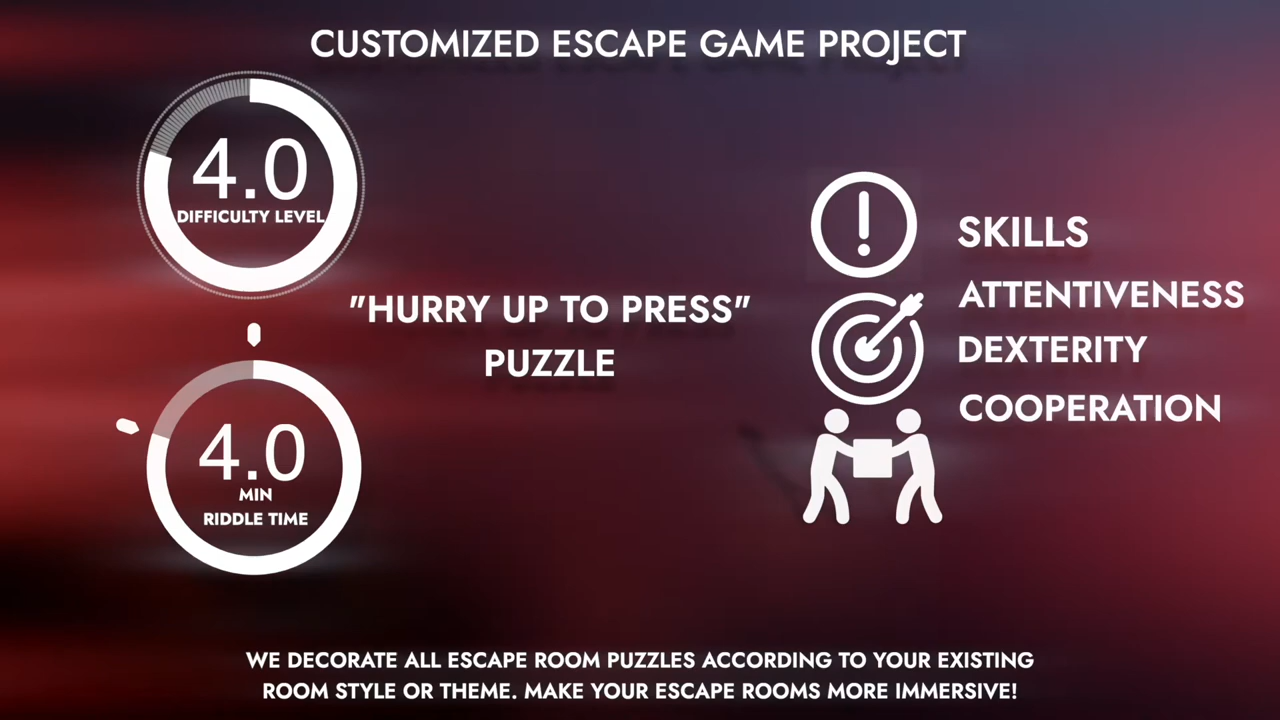 CUSTOMIZED ESCAPE GAME PROJECT
4.0
DIFFICULTY LEVEL
"HURRY UP TO PRESS"
PUZZLE
4.0
MIN
RIDDLE TIME
SKILLS
ATTENTIVENESS
DEXTERITY
COOPERATION
WE DECORATE ALL ESCAPE ROOM PUZZLES ACCORDING TO YOUR EXISTING
ROOM STYLE OR THEME. MAKE YOUR ESCAPE ROOMS MORE IMMERSIVE!